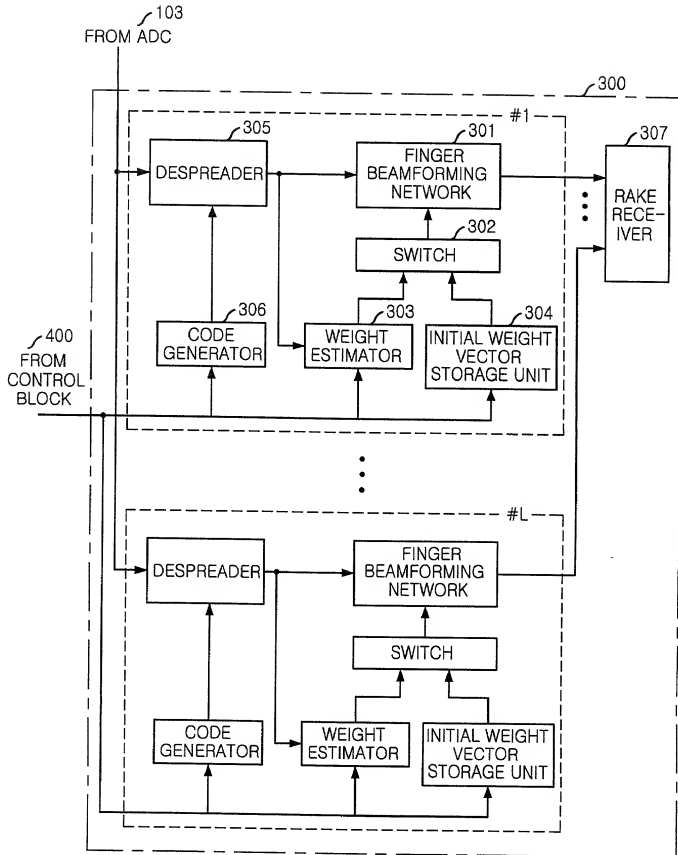 103
FROM ADC
300
#1
305
DESPREADER
301
FINGER
BEAMFORMING
NETWORK
307
RAKE
RECE-
IVER
302
SWITCH
306
CODE
GENERATOR
303
WEIGHT
ESTIMATOR
304
INITIAL WEIGHT
VECTOR
STORAGE UNIT
400
FROM
CONTROL
BLOCK
#L
DESPREADER
FINGER
BEAMFORMING
NETWORK
SWITCH
CODE
GENERATOR
WEIGHT
ESTIMATOR
INITIAL WEIGHT
VECTOR
STORAGE UNIT